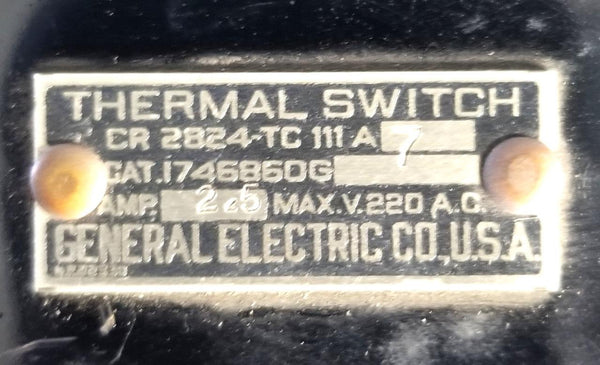 THERMAL SWITCH
CR 2824-TC 111 A 7
CAT. 1746860G
AMP. 2.5 MAX.V.220 A.C.
GENERAL ELECTRIC CO., U.S.A.